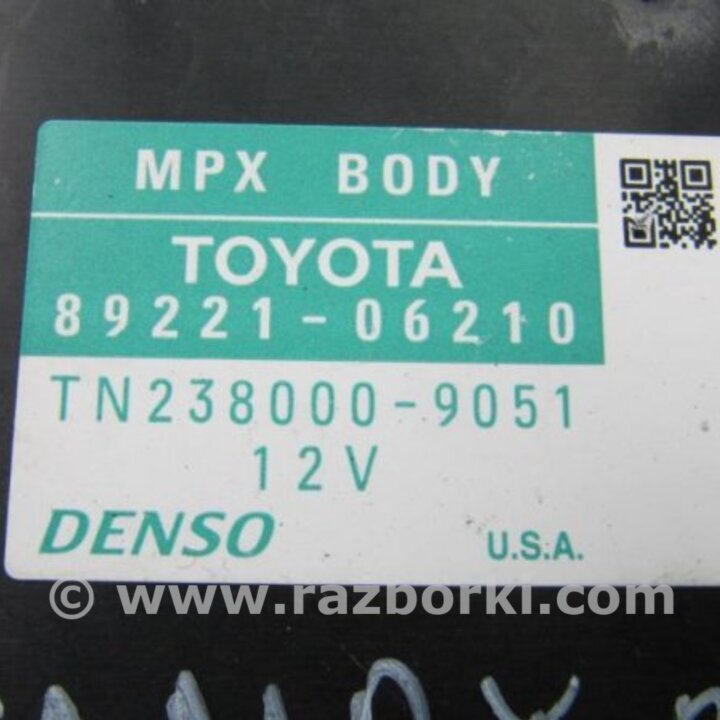 MPX BODY
TOYOTA
89221-06210
TN238000-9051
12V
DENSO
U.S.A.
© www.razborki.com